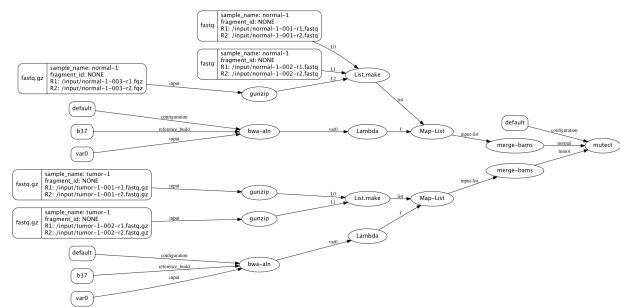 fastq
sample_name: normal-1
fragment_id: NONE
R1: /input/normal-1-001-r1.fastq
R2: /input/normal-1-001-r2.fastq
L0
fastq
sample_name: normal-1
fragment_id: NONE
R1: /input/normal-1-002-r1.fastq
R2: /input/normal-1-002-r2.fastq
L1
List.make
fastq.gz
sample_name: normal-1
fragment_id: NONE
R1: /input/normal-1-003-r1.fqz
R2: /input/normal-1-003-r2.fqz
input
gunzip
L2
list
default
configuration
b37
reference_build
var0
input
bwa-aln
var0
Lambda
f
Map-List
input-list
merge-bams
default
configuration
normal
mutect
tumor
merge-bams
fastq.gz
sample_name: tumor-1
fragment_id: NONE
R1: /input/tumor-1-001-r1.fastq.gz
R2: /input/tumor-1-001-r2.fastq.gz
input
gunzip
L0
List.make
list
Map-List
input-list
fastq.gz
sample_name: tumor-1
fragment_id: NONE
R1: /input/tumor-1-002-r1.fastq.gz
R2: /input/tumor-1-002-r2.fastq.gz
input
gunzip
L1
f
Lambda
default
configuration
var0
b37
reference_build
bwa-aln
var0
input